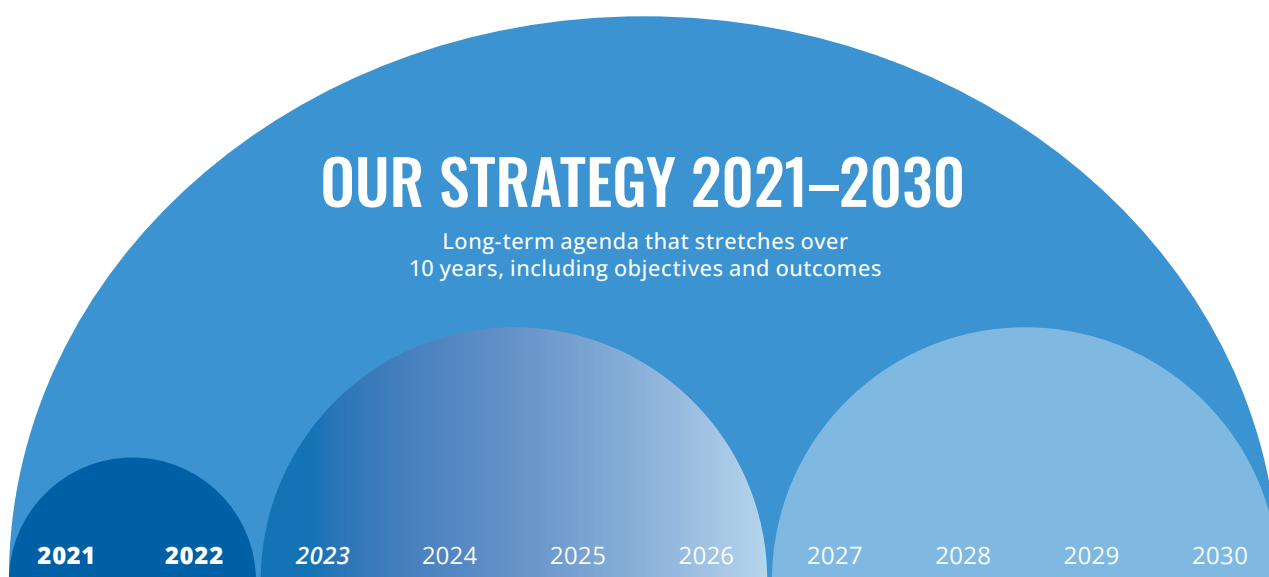 OUR STRATEGY 2021–2030
Long-term agenda that stretches over
10 years, including objectives and outcomes
2021 2022 2023 2024 2025 2026 2027 2028 2029 2030